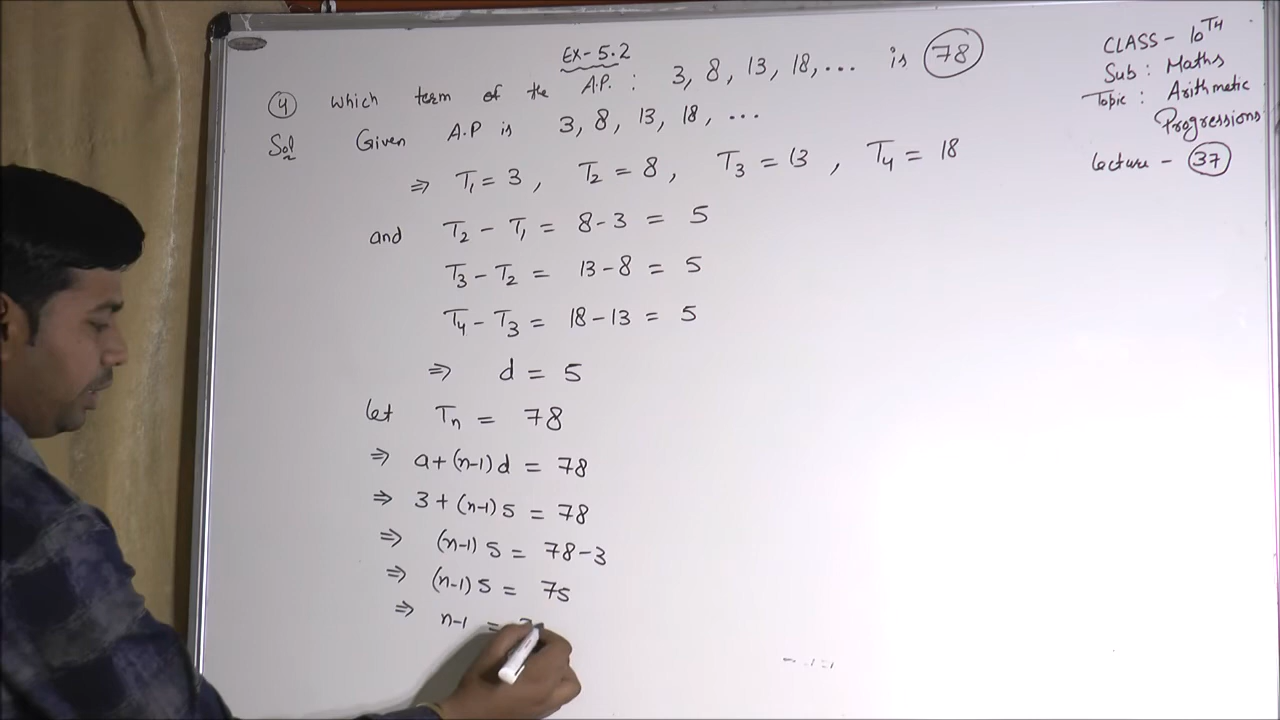 EX-5.2
④ Which term of the A.P. : 3, 8, 13, 18, ... is 78
Sol Given A.P is 3, 8, 13, 18, ...
⇒ T₁ = 3, T₂ = 8, T₃ = 13, T₄ = 18
and T₂ - T₁ = 8-3 = 5
T₃ - T₂ = 13-8 = 5
T₄ - T₃ = 18-13 = 5
⇒ d = 5
let Tₙ = 78
⇒ a+(n-1)d = 78
⇒ 3+(n-1)5 = 78
⇒ (n-1)5 = 78-3
⇒ (n-1)5 = 75
⇒ n-1 =
CLASS - 10TH
Sub : Maths
Topic : Arithmetic
Progressions
lecture - 37